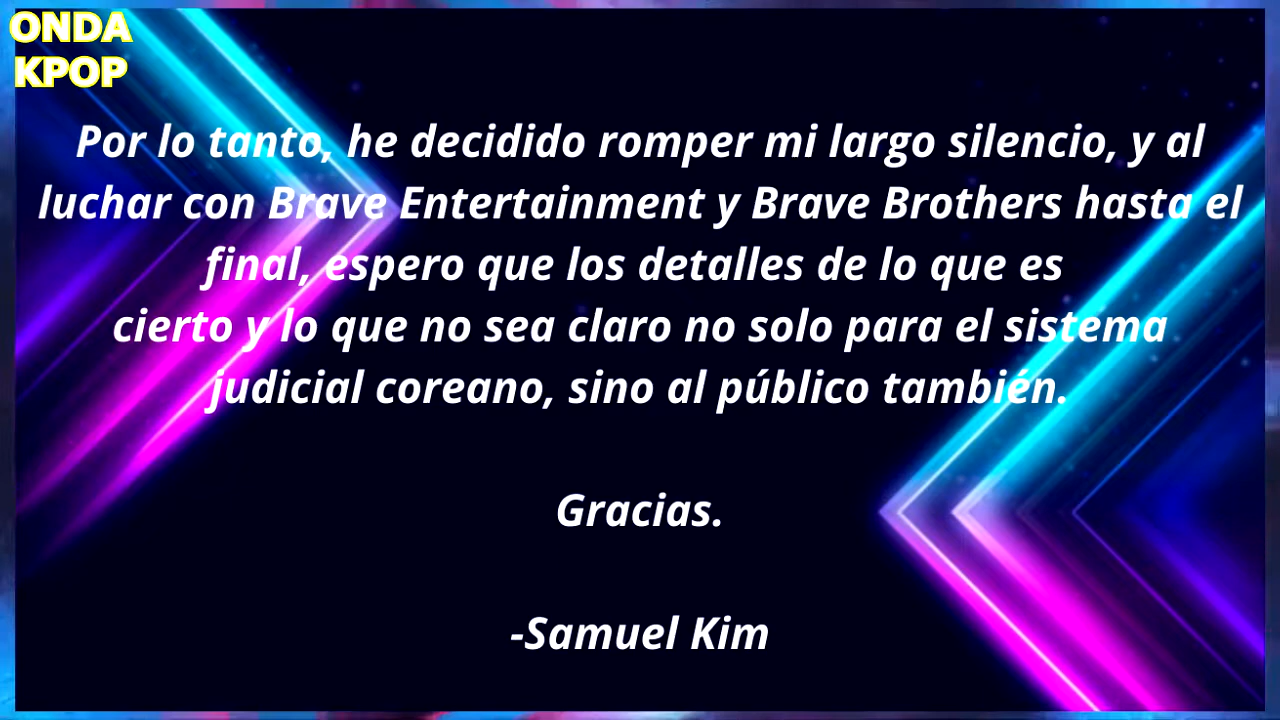 ONDA
KPOP
Por lo tanto, he decidido romper mi largo silencio, y al
luchar con Brave Entertainment y Brave Brothers hasta el
final, espero que los detalles de lo que es
cierto y lo que no sea claro no solo para el sistema
judicial coreano, sino al público también.
Gracias.
-Samuel Kim